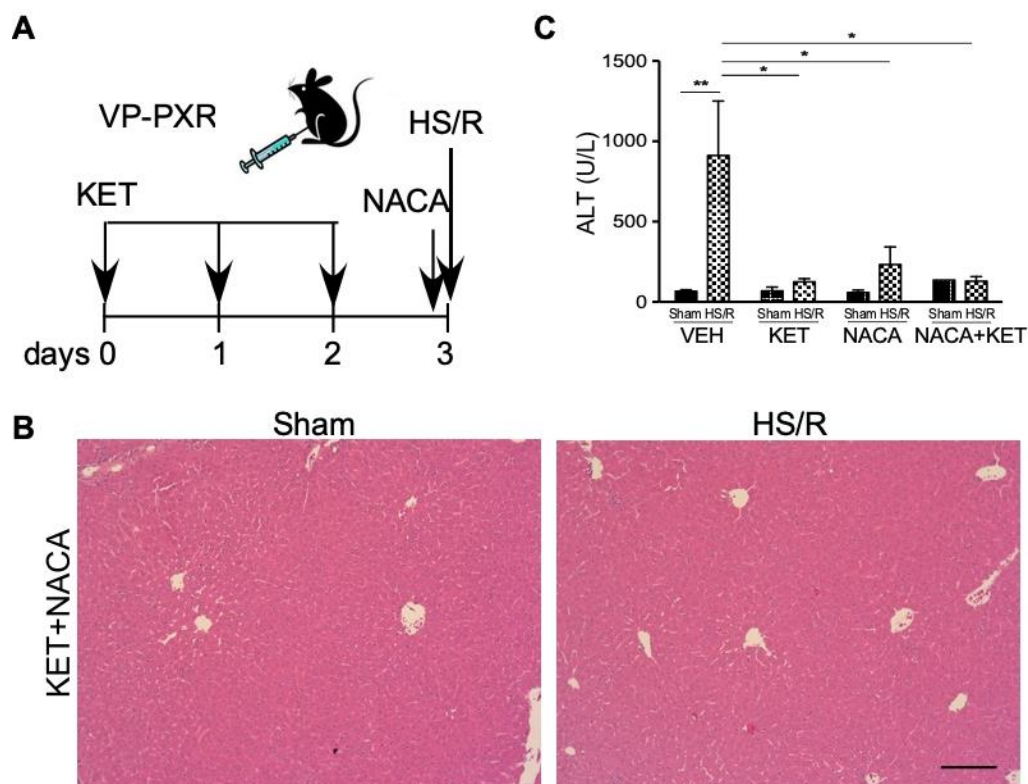 A
VP-PXR
HS/R
KET
NACA
days 0 1 2 3
C
*
*
*
**
1500
1000
500
0
ALT (U/L)
Sham HS/R Sham HS/R Sham HS/R Sham HS/R
VEH KET NACA NACA+KET
B
Sham HS/R
KET+NACA